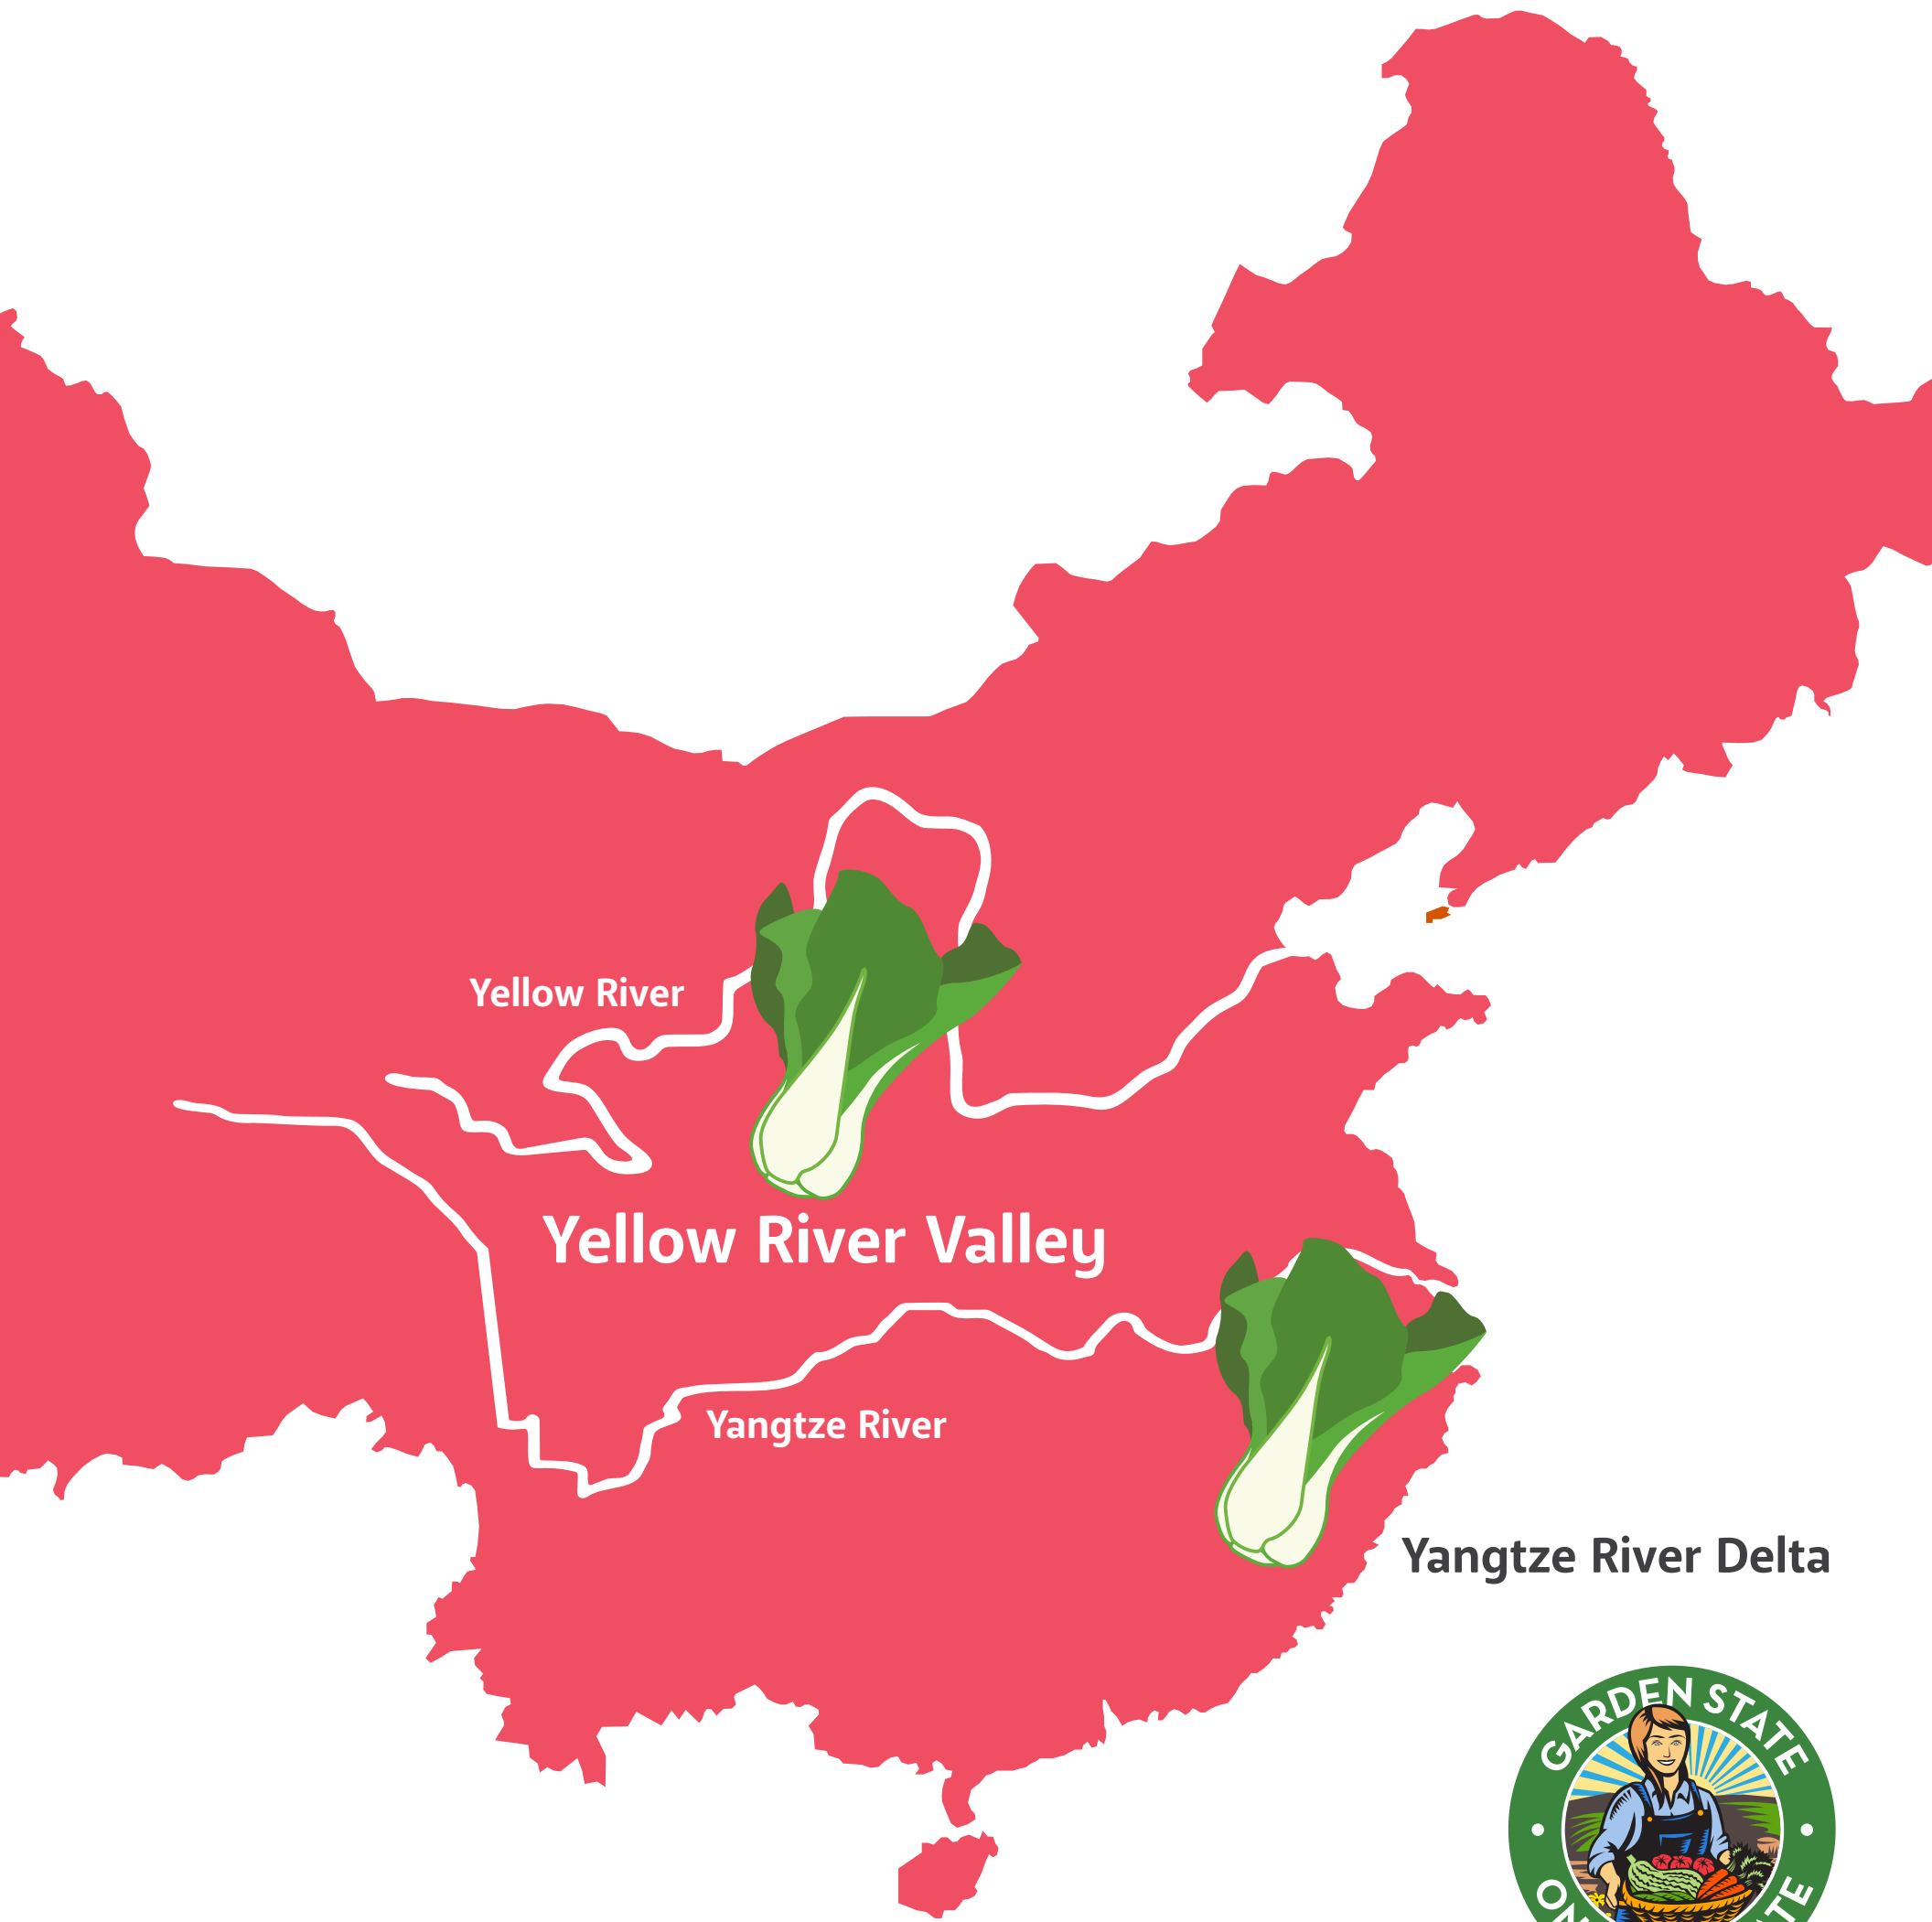 Yellow River
Yellow River Valley
Yangtze River
Yangtze River Delta
GARDEN STATE